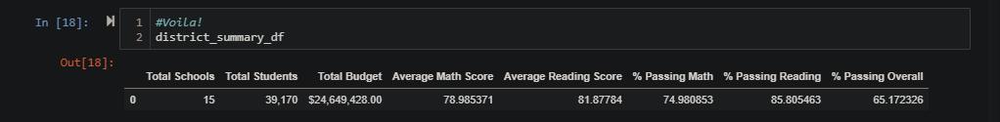 In [18]: 1 #Voila!
2 district_summary_df
Out[18]:
Total Schools Total Students Total Budget Average Math Score Average Reading Score % Passing Math % Passing Reading % Passing Overall
0 15 39,170 $24,649,428.00 78.985371 81.87784 74.980853 85.805463 65.172326